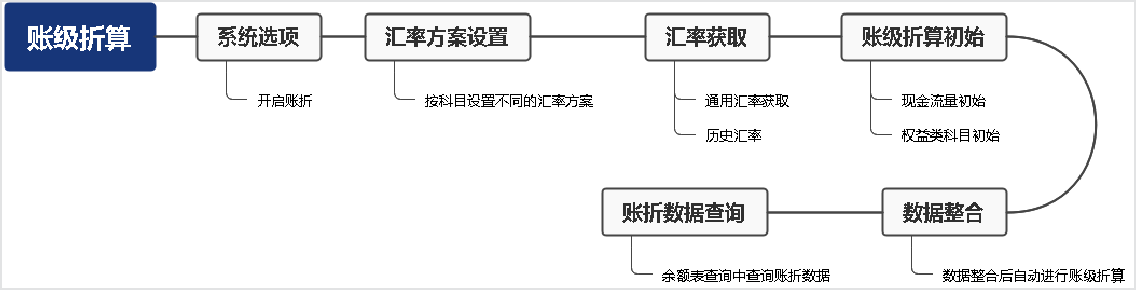 账级折算
系统选项
汇率方案设置
汇率获取
账级折算初始
开启账折
按科目设置不同的汇率方案
通用汇率获取
现金流量初始
历史汇率
权益类科目初始
账折数据查询
数据整合
余额表查询中查询账折数据
数据整合后自动进行账级折算